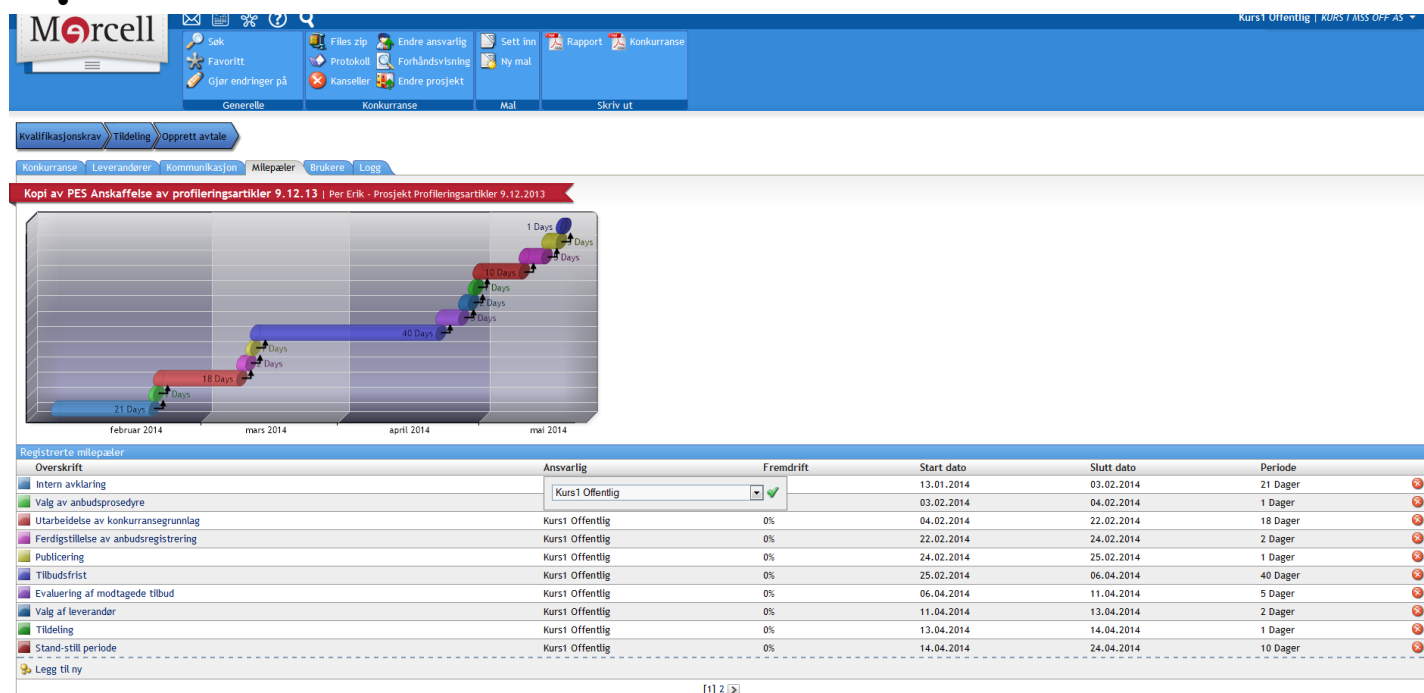 Mercell
Kurs1 Offentlig | KURS I MSS OFF AS
Søk Files zip Endre ansvarlig Sett inn Rapport Konkurranse
Favoritt Protokoll Forhåndsvisning Ny mal
Gjør endringer på Kanseller Endre prosjekt
Generelle Konkurranse Mal Skriv ut
Kvalifikasjonskrav Tildeling Opprett avtale
Konkurranse Leverandører Kommunikasjon Milepæler Brukere Logg
Kopi av PES Anskaffelse av profileringsartikler 9.12.13 | Per Erik - Prosjekt Profileringsartikler 9.12.2013
1 Days
Days
Days
10 Days
Days
2 Days
Days
40 Days
Days
Days
18 Days
Days
21 Days
februar 2014 mars 2014 april 2014 mai 2014
Registrerte milepæler
Overskrift Ansvarlig Fremdrift Start dato Slutt dato Periode
Intern avklaring Kurs1 Offentlig 13.01.2014 03.02.2014 21 Dager
Valg av anbudsprosedyre 03.02.2014 04.02.2014 1 Dager
Utarbeidelse av konkurransegrunnlag Kurs1 Offentlig 0% 04.02.2014 22.02.2014 18 Dager
Ferdigstillelse av anbudsregistrering Kurs1 Offentlig 0% 22.02.2014 24.02.2014 2 Dager
Publicering Kurs1 Offentlig 0% 24.02.2014 25.02.2014 1 Dager
Tilbudsfrist Kurs1 Offentlig 0% 25.02.2014 06.04.2014 40 Dager
Evaluering af modtagede tilbud Kurs1 Offentlig 0% 06.04.2014 11.04.2014 5 Dager
Valg af leverandør Kurs1 Offentlig 0% 11.04.2014 13.04.2014 2 Dager
Tildeling Kurs1 Offentlig 0% 13.04.2014 14.04.2014 1 Dager
Stand-still periode Kurs1 Offentlig 0% 14.04.2014 24.04.2014 10 Dager
Legg til ny
[1] 2 >